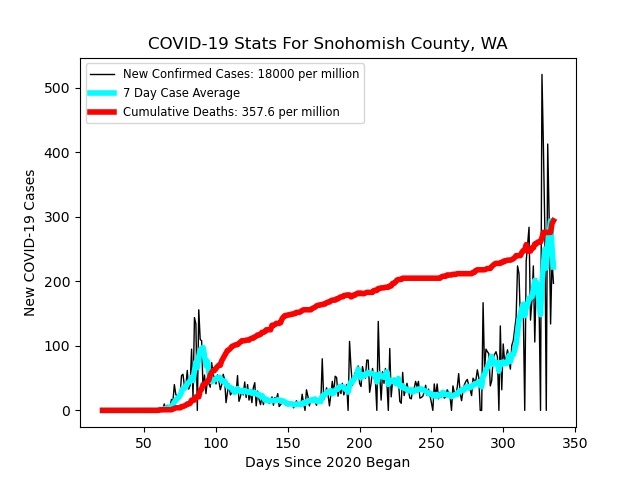 COVID-19 Stats For Snohomish County, WA
New Confirmed Cases: 18000 per million
7 Day Case Average
Cumulative Deaths: 357.6 per million
New COVID-19 Cases
500
400
300
200
100
0
50 100 150 200 250 300 350
Days Since 2020 Began